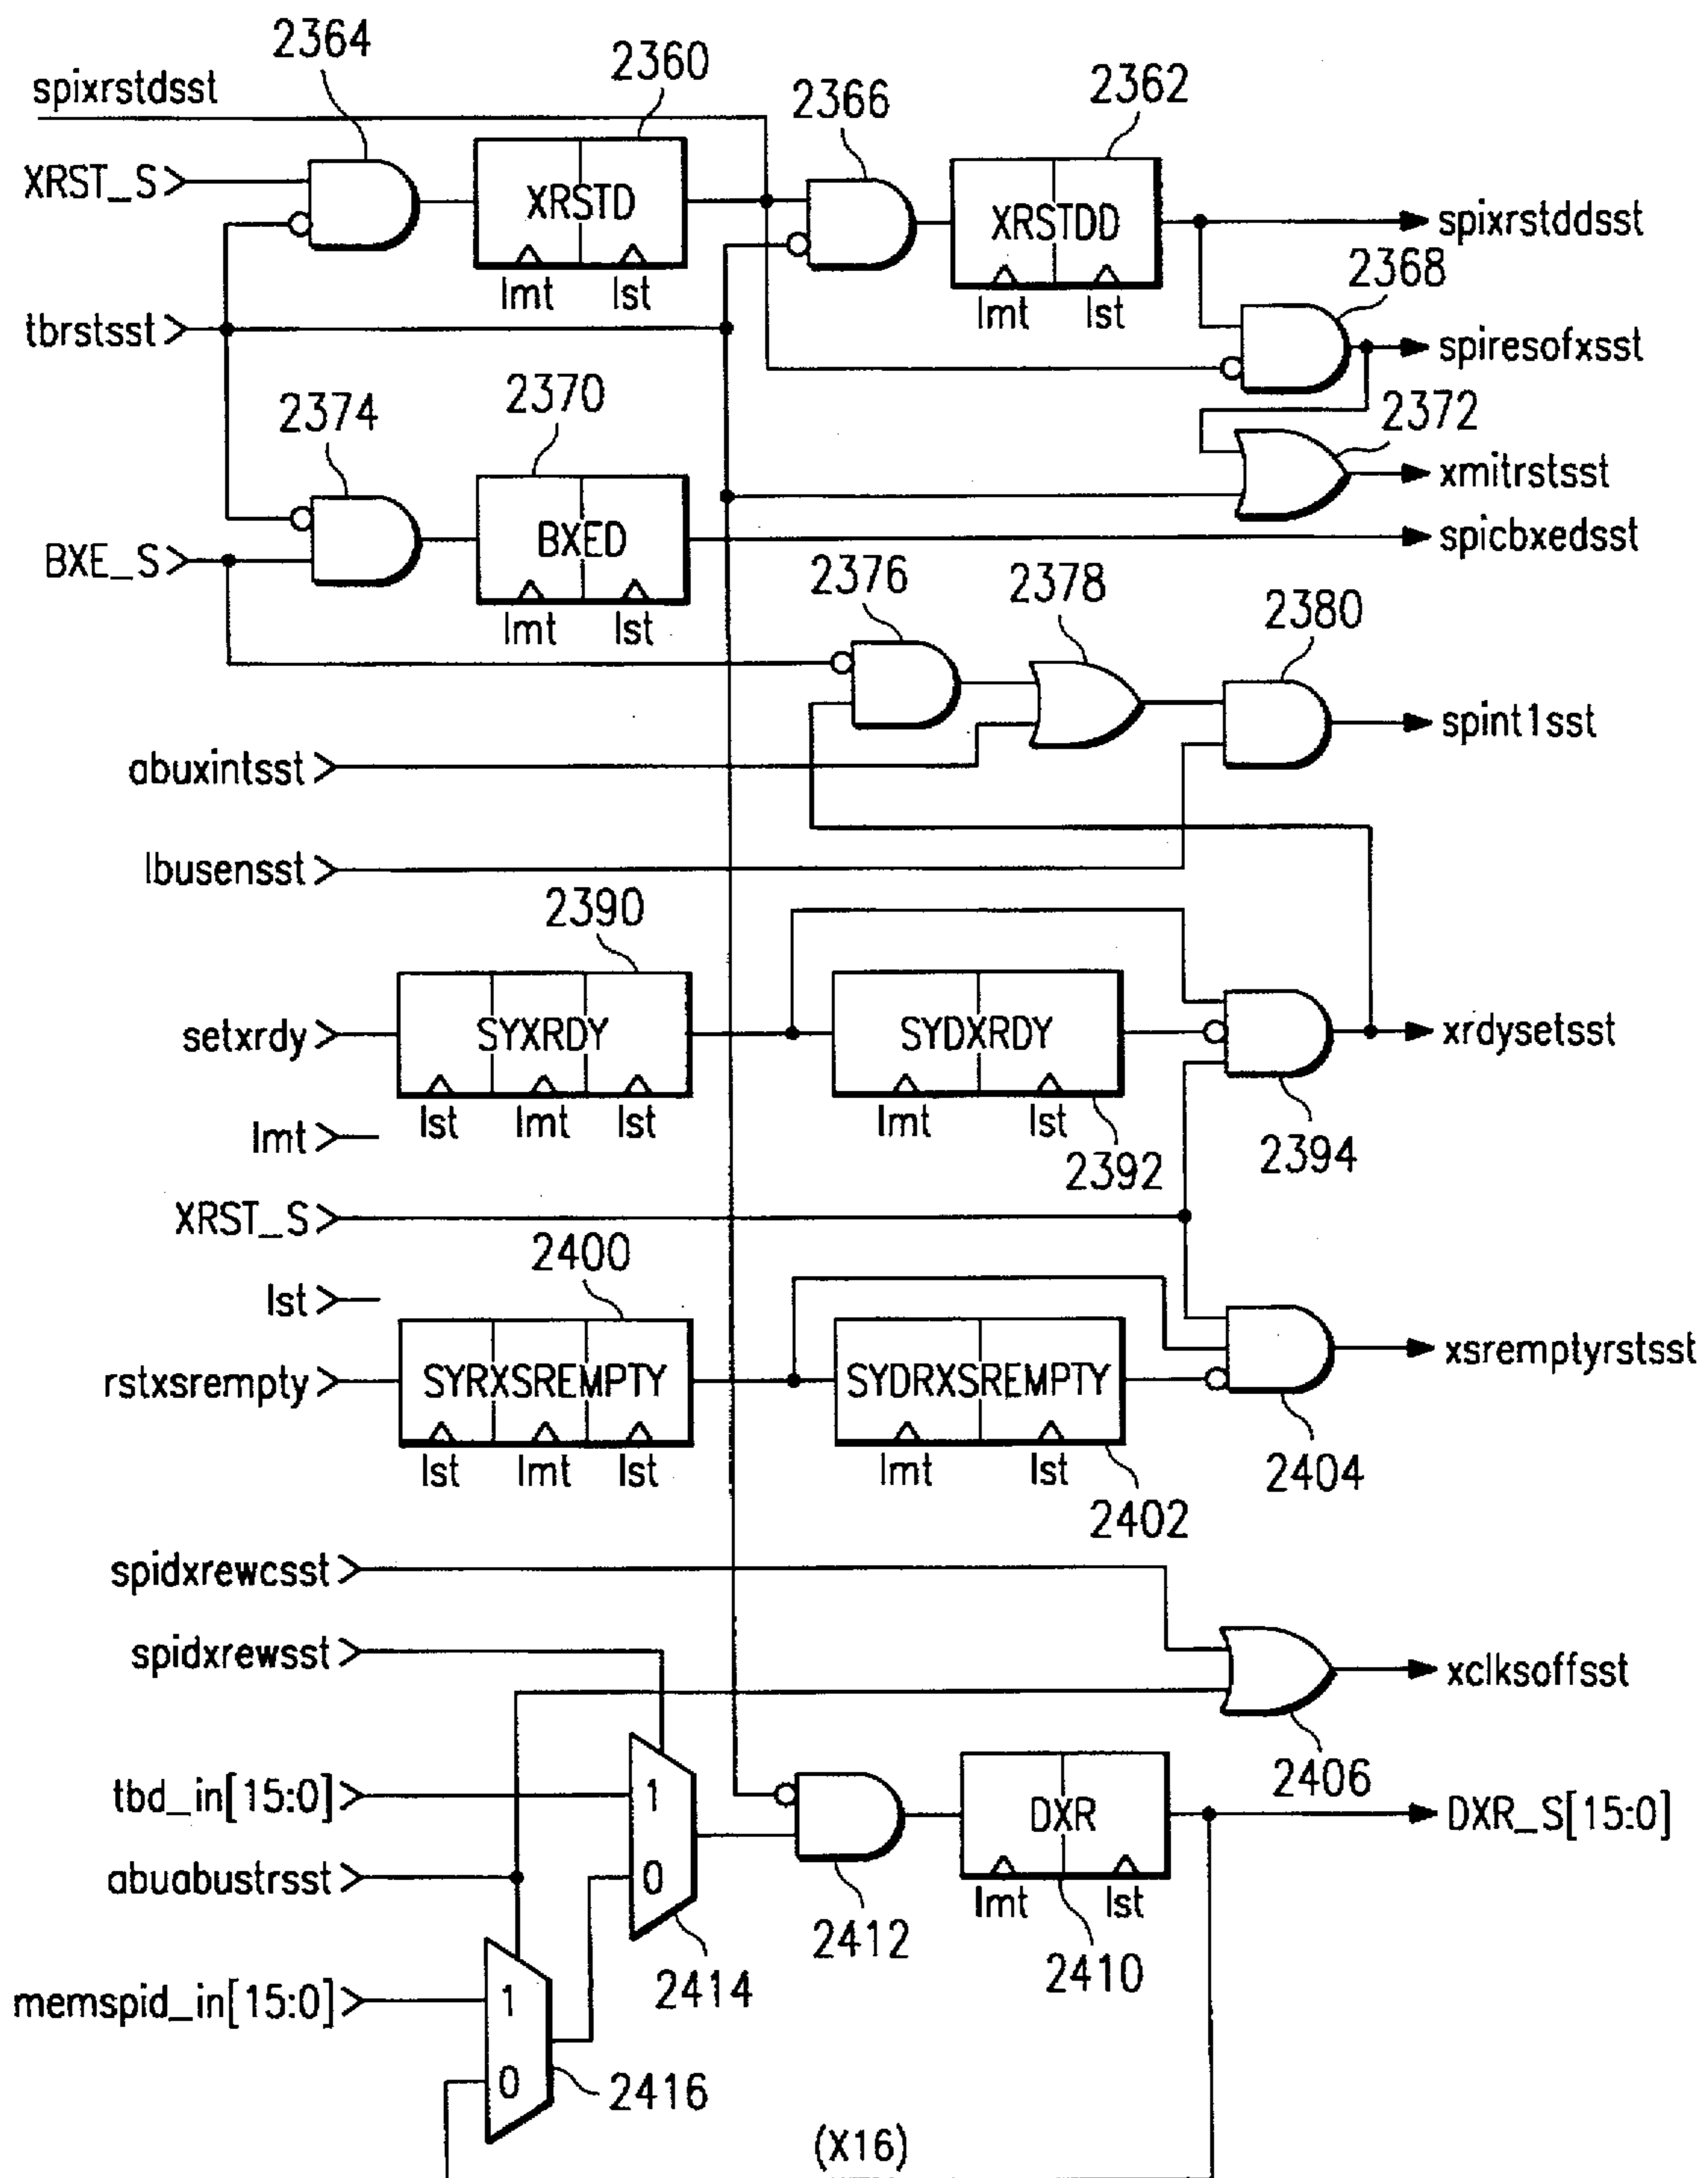 2364
2360
2366
2362
spixrstdsst
XRST_S
XRSTD
lmt
lst
XRSTDD
lmt
lst
spixrstddsst
2368
tbrstsst
spiresofxsst
2374
2370
2372
xmitrstsst
BXE_S
BXED
lmt
lst
spicbxedsst
2376
2378
2380
abuxintsst
spint1sst
lbusensst
2390
setxrdy
SYXRDY
lst
lmt
lst
SYDXRDY
lmt
lst
2392
2394
xrdysetsst
lmt
XRST_S
2400
lst
rstxsrempty
SYRXSREMPTY
lst
lmt
lst
SYDRXSREMPTY
lmt
lst
2402
2404
xsremptyrstsst
spidxrewcsst
spidxrewsst
xclksoffsst
2406
tbd_in[15:0]
1
0
2414
2412
DXR
lmt
lst
2410
DXR_S[15:0]
abuabustrsst
memspid_in[15:0]
1
0
2416
(X16)